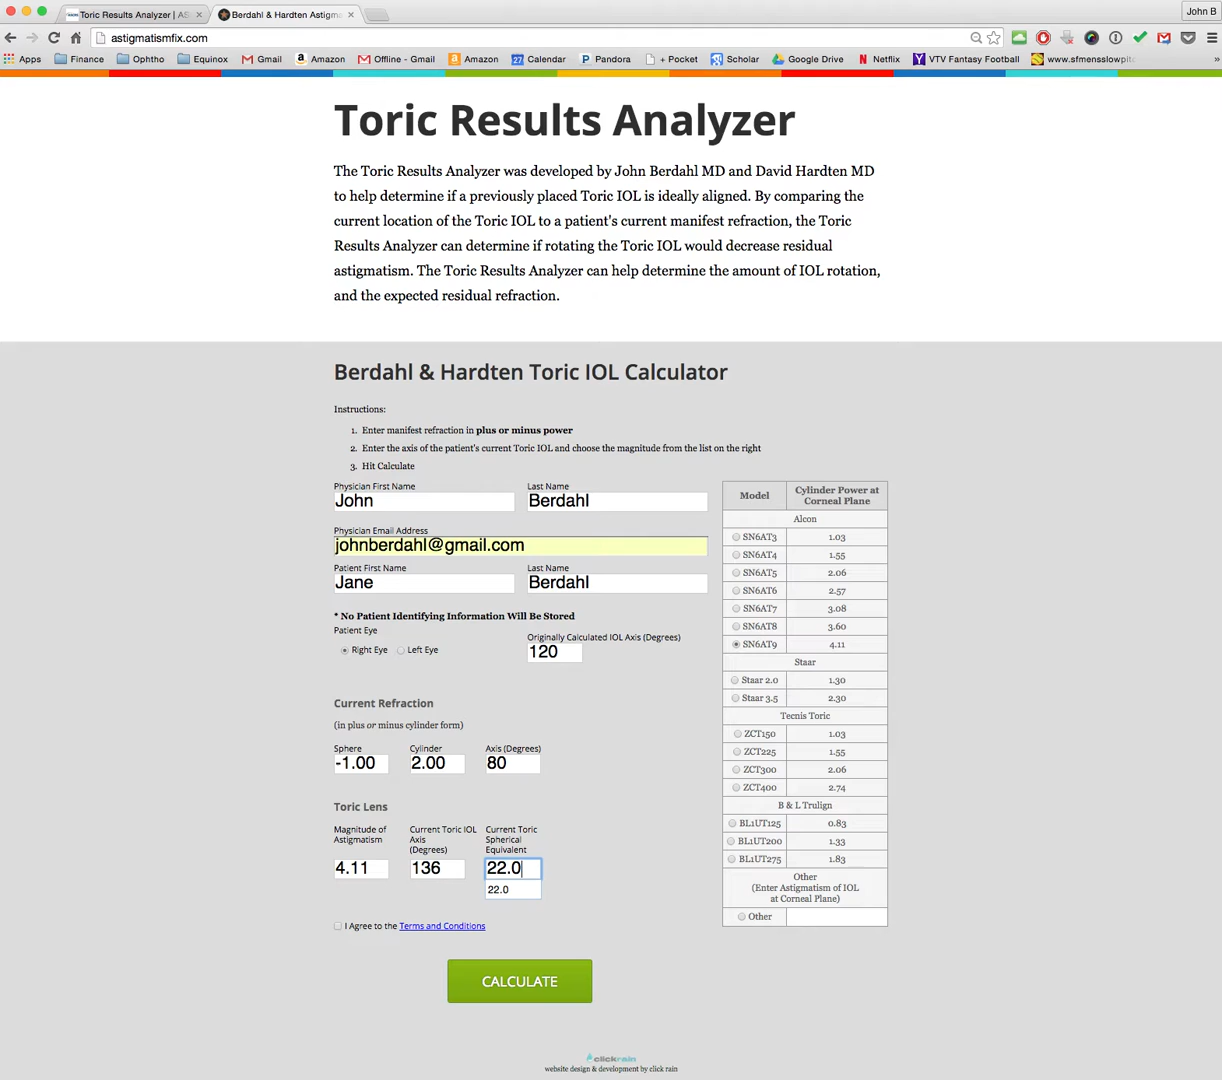 Toric Results Analyzer | AS
Berdahl & Hardten Astigma
John B
astigmatismfix.com
Apps
Finance
Ophtho
Equinox
Gmail
Amazon
Offline - Gmail
Amazon
Calendar
Pandora
+ Pocket
Scholar
Google Drive
Netflix
VTV Fantasy Football
www.sfmensslowpit
»
Toric Results Analyzer
The Toric Results Analyzer was developed by John Berdahl MD and David Hardten MD
to help determine if a previously placed Toric IOL is ideally aligned. By comparing the
current location of the Toric IOL to a patient's current manifest refraction, the Toric
Results Analyzer can determine if rotating the Toric IOL would decrease residual
astigmatism. The Toric Results Analyzer can help determine the amount of IOL rotation,
and the expected residual refraction.
Berdahl & Hardten Toric IOL Calculator
Instructions:
1. Enter manifest refraction in plus or minus power
2. Enter the axis of the patient's current Toric IOL and choose the magnitude from the list on the right
3. Hit Calculate
Physician First Name
Last Name
John
Berdahl
Physician Email Address
johnberdahl@gmail.com
Patient First Name
Last Name
Jane
Berdahl
* No Patient Identifying Information Will Be Stored
Patient Eye
Originally Calculated IOL Axis (Degrees)
Right Eye
Left Eye
120
Current Refraction
(in plus or minus cylinder form)
Sphere
Cylinder
Axis (Degrees)
-1.00
2.00
80
Toric Lens
Magnitude of
Astigmatism
Current Toric IOL
Axis
(Degrees)
Current Toric
Spherical
Equivalent
4.11
136
22.0
22.0
I Agree to the Terms and Conditions
CALCULATE
Model
Cylinder Power at
Corneal Plane
Alcon
SN6AT3 1.03
SN6AT4 1.55
SN6AT5 2.06
SN6AT6 2.57
SN6AT7 3.08
SN6AT8 3.60
SN6AT9 4.11
Staar
Staar 2.0 1.30
Staar 3.5 2.30
Tecnis Toric
ZCT150 1.03
ZCT225 1.55
ZCT300 2.06
ZCT400 2.74
B & L Trulign
BL1UT125 0.83
BL1UT200 1.33
BL1UT275 1.83
Other
(Enter Astigmatism of IOL
at Corneal Plane)
Other
clickrain
website design & development by click rain